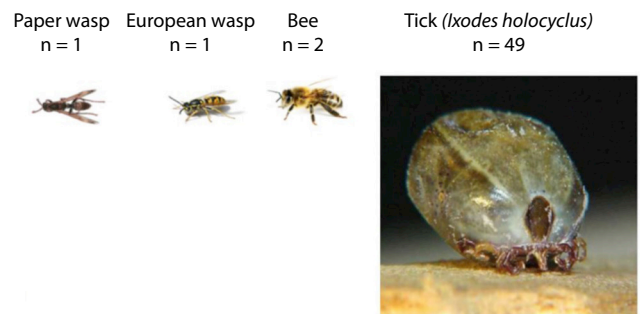 Paper wasp
n = 1
European wasp
n = 1
Bee
n = 2
Tick (Ixodes holocyclus)
n = 49